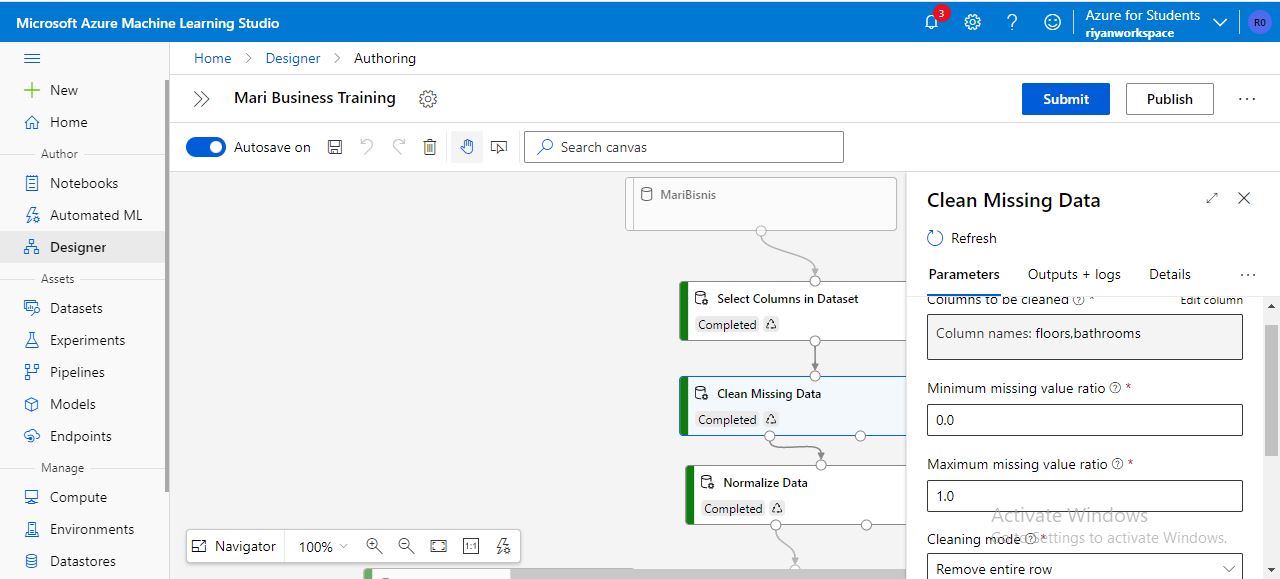 Microsoft Azure Machine Learning Studio
3
Azure for Students
riyanworkspace
RO
Home > Designer > Authoring
New
Home
Author
Notebooks
Automated ML
Designer
Assets
Datasets
Experiments
Pipelines
Models
Endpoints
Manage
Compute
Environments
Datastores
Mari Business Training
Submit
Publish
Autosave on
Search canvas
MariBisnis
Select Columns in Dataset
Completed
Clean Missing Data
Completed
Normalize Data
Completed
Navigator
100%
1:1
Clean Missing Data
Refresh
Parameters Outputs + logs Details
Columns to be cleaned * Edit column
Column names: floors,bathrooms
Minimum missing value ratio *
0.0
Maximum missing value ratio *
1.0
Activate Windows
Go to Settings to activate Windows.
Cleaning mode *
Remove entire row